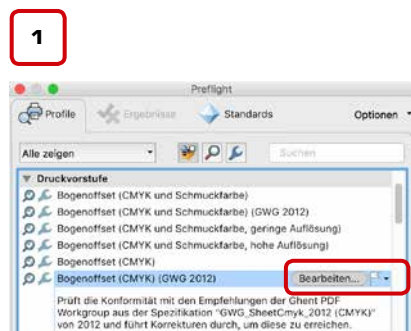 1
Preflight
Profile Ergebnisse Standards Optionen
Alle zeigen Suchen
Druckvorstufe
Bogenoffset (CMYK und Schmuckfarbe)
Bogenoffset (CMYK und Schmuckfarbe) (GWG 2012)
Bogenoffset (CMYK und Schmuckfarbe, geringe Auflösung)
Bogenoffset (CMYK und Schmuckfarbe, hohe Auflösung)
Bogenoffset (CMYK)
Bogenoffset (CMYK) (GWG 2012) Bearbeiten...
Prüft die Konformität mit den Empfehlungen der Ghent PDF
Workgroup aus der Spezifikation "GWG_SheetCmyk_2012 (CMYK)"
von 2012 und führt Korrekturen durch, um diese zu erreichen.